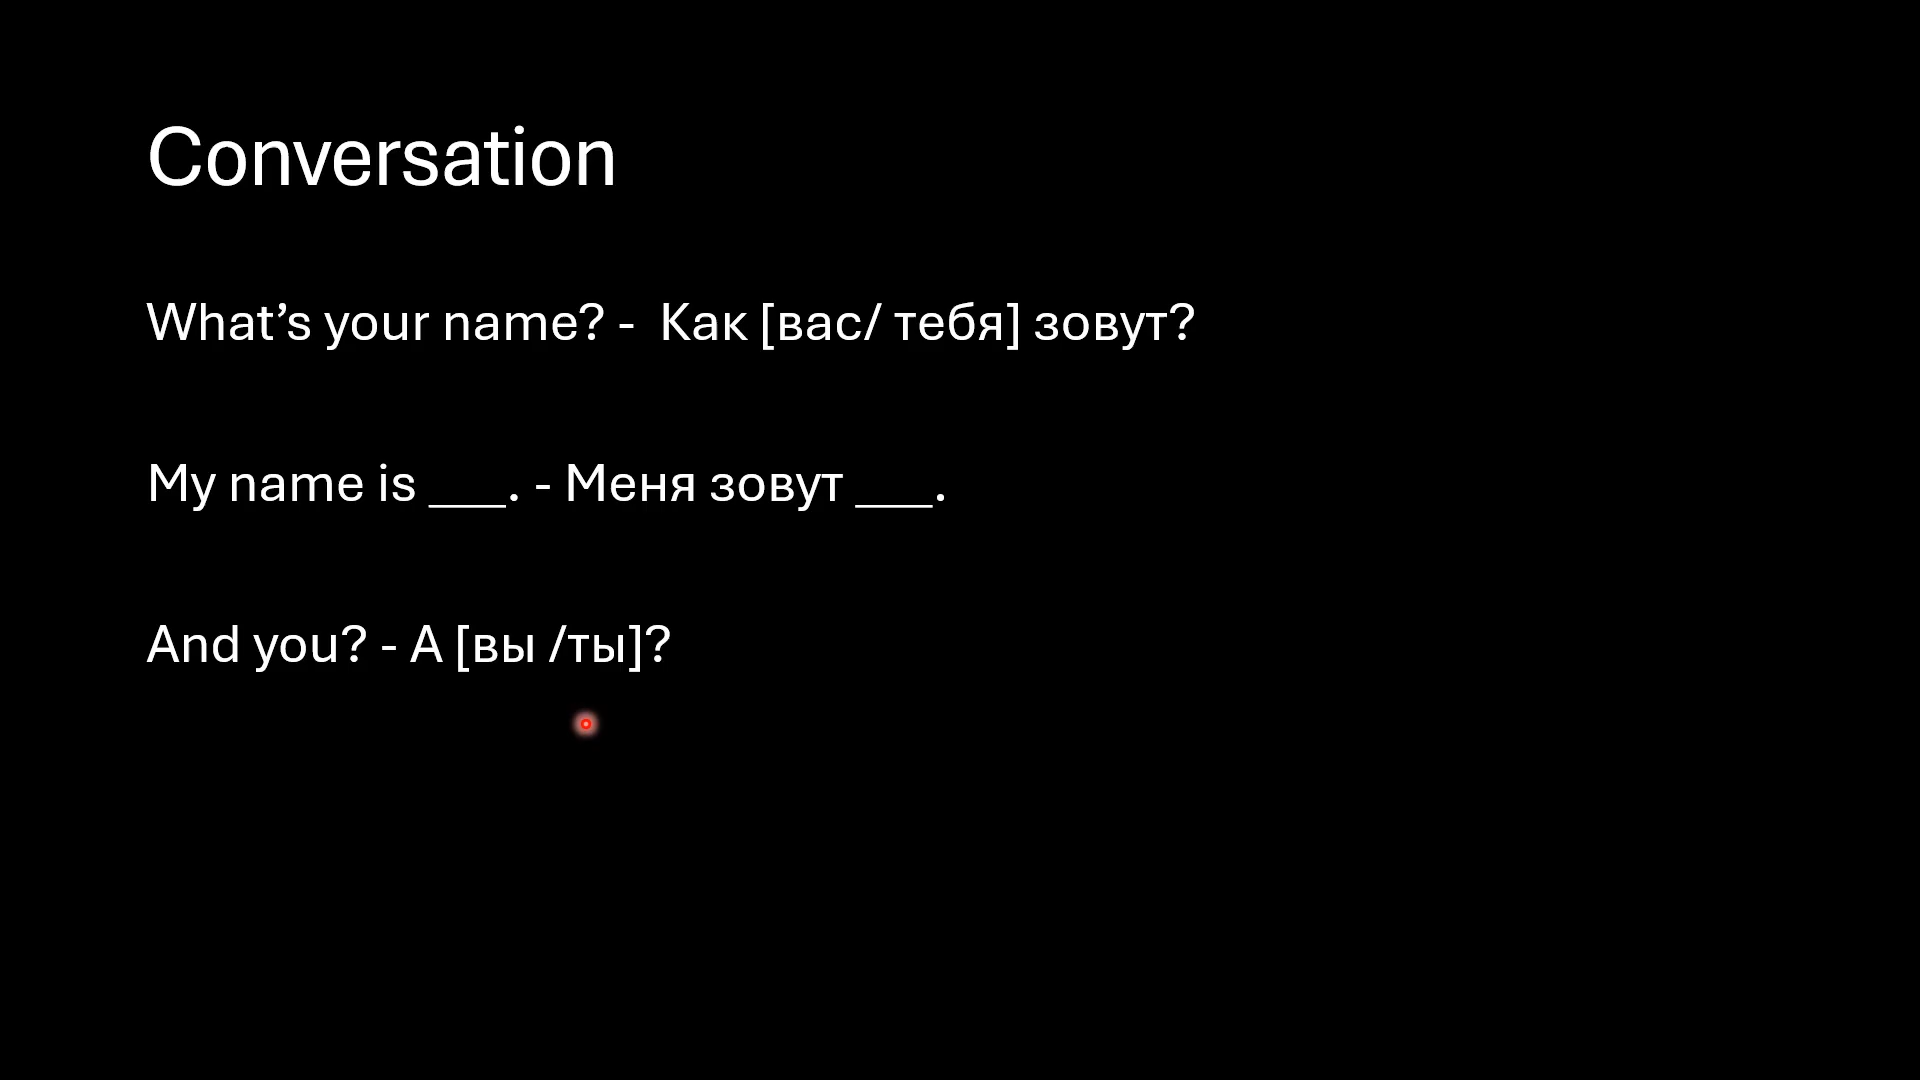 Conversation
What’s your name? -  Как [вас/ тебя] зовут?
My name is ___. - Меня зовут ___.
And you? - А [вы /ты]?